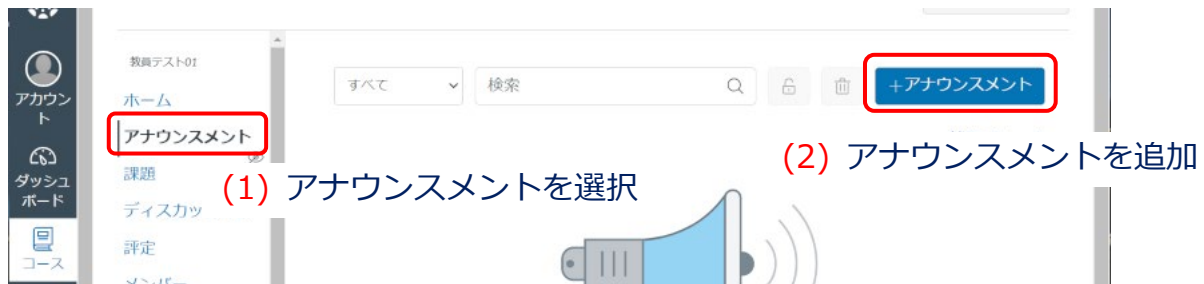 アカウン
ト
ダッシュ
ボード
コース
教員テスト01
ホーム
アナウンスメント
課題
ディスカッ
評定
メンバー
すべて
検索
+アナウンスメント
(1) アナウンスメントを選択
(2) アナウンスメントを追加